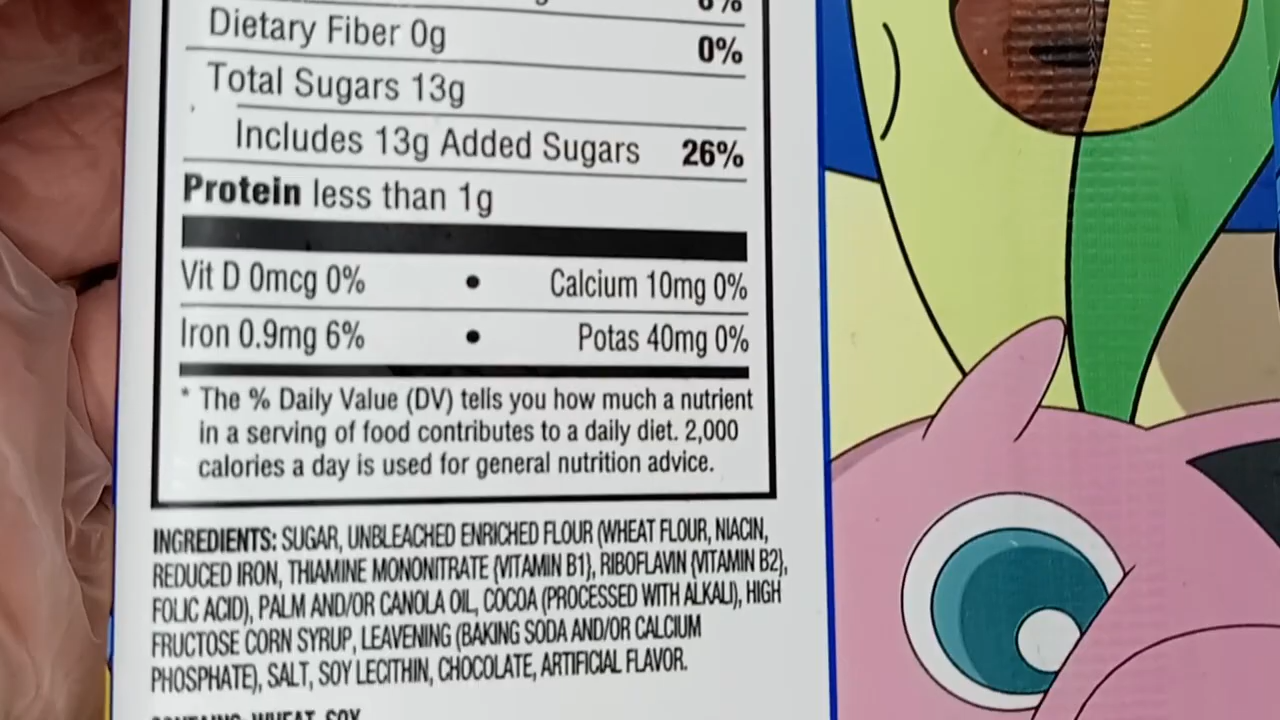 Dietary Fiber 0g 0%
Total Sugars 13g
Includes 13g Added Sugars 26%
Protein less than 1g
Vit D 0mcg 0% • Calcium 10mg 0%
Iron 0.9mg 6% • Potas 40mg 0%
* The % Daily Value (DV) tells you how much a nutrient
in a serving of food contributes to a daily diet. 2,000
calories a day is used for general nutrition advice.
INGREDIENTS: SUGAR, UNBLEACHED ENRICHED FLOUR (WHEAT FLOUR, NIACIN,
REDUCED IRON, THIAMINE MONONITRATE {VITAMIN B1}, RIBOFLAVIN {VITAMIN B2},
FOLIC ACID), PALM AND/OR CANOLA OIL, COCOA (PROCESSED WITH ALKALI), HIGH
FRUCTOSE CORN SYRUP, LEAVENING (BAKING SODA AND/OR CALCIUM
PHOSPHATE), SALT, SOY LECITHIN, CHOCOLATE, ARTIFICIAL FLAVOR.
CONTAINS: WHEAT, SOY